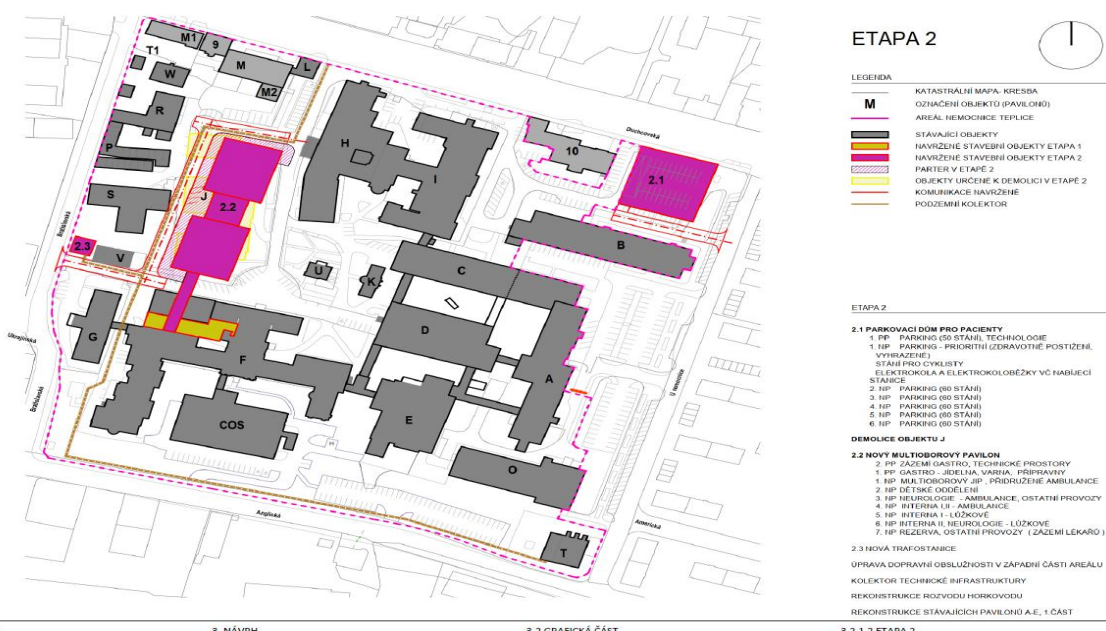 ETAPA 2
LEGENDA
KATASTRÁLNÍ MAPA- KRESBA
M OZNAČENÍ OBJEKTŮ (PAVILONŮ)
AREÁL NEMOCNICE TEPLICE
STÁVAJÍCÍ OBJEKTY
NAVRŽENÉ STAVEBNÍ OBJEKTY ETAPA 1
NAVRŽENÉ STAVEBNÍ OBJEKTY ETAPA 2
PARTER V ETAPĚ 2
OBJEKTY URČENÉ K DEMOLICI V ETAPĚ 2
KOMUNIKACE NAVRŽENÉ
PODZEMNÍ KOLEKTOR
M1
9
T1
M
L
W
M2
R
H
I
10
Duchcovská
P
2.1
S
J
2.2
Bratislavská
B
2.3
V
U
K
C
Ukrajinská
G
D
F
A
U nemocnice
Bratislavská
COS
E
O
Anglická
Americká
T
ETAPA 2
2.1 PARKOVACÍ DŮM PRO PACIENTY
1. PP PARKING (50 STÁNÍ), TECHNOLOGIE
1. NP PARKING - PRIORITNÍ (ZDRAVOTNĚ POSTIŽENÍ,
VYHRAZENÉ)
STÁNÍ PRO CYKLISTY
ELEKTROKOLA A ELEKTROKOLOBĚŽKY VČ NABÍJECÍ
STANICE
2. NP PARKING (60 STÁNÍ)
3. NP PARKING (60 STÁNÍ)
4. NP PARKING (60 STÁNÍ)
5. NP PARKING (60 STÁNÍ)
6. NP PARKING (60 STÁNÍ)
DEMOLICE OBJEKTU J
2.2 NOVÝ MULTIOBOROVÝ PAVILON
2. PP ZÁZEMÍ GASTRO, TECHNICKÉ PROSTORY
1. PP GASTRO - JÍDELNA, VARNA, PŘÍPRAVNY
1. NP MULTIOBOROVÝ JIP , PŘIDRUŽENÉ AMBULANCE
2. NP DĚTSKÉ ODDĚLENÍ
3. NP NEUROLOGIE - AMBULANCE, OSTATNÍ PROVOZY
4. NP INTERNA I,II - AMBULANCE
5. NP INTERNA I - LŮŽKOVÉ
6. NP INTERNA II, NEUROLOGIE - LŮŽKOVÉ
7. NP REZERVA, OSTATNÍ PROVOZY ( ZÁZEMÍ LÉKAŘŮ )
2.3 NOVÁ TRAFOSTANICE
ÚPRAVA DOPRAVNÍ OBSLUŽNOSTI V ZÁPADNÍ ČÁSTI AREÁLU
KOLEKTOR TECHNICKÉ INFRASTRUKTURY
REKONSTRUKCE ROZVODU HORKOVODU
REKONSTRUKCE STÁVAJÍCÍCH PAVILONŮ A-E, 1.ČÁST
3. NÁVRH
3.2 GRAFICKÁ ČÁST
3.2.1.2 ETAPA 2